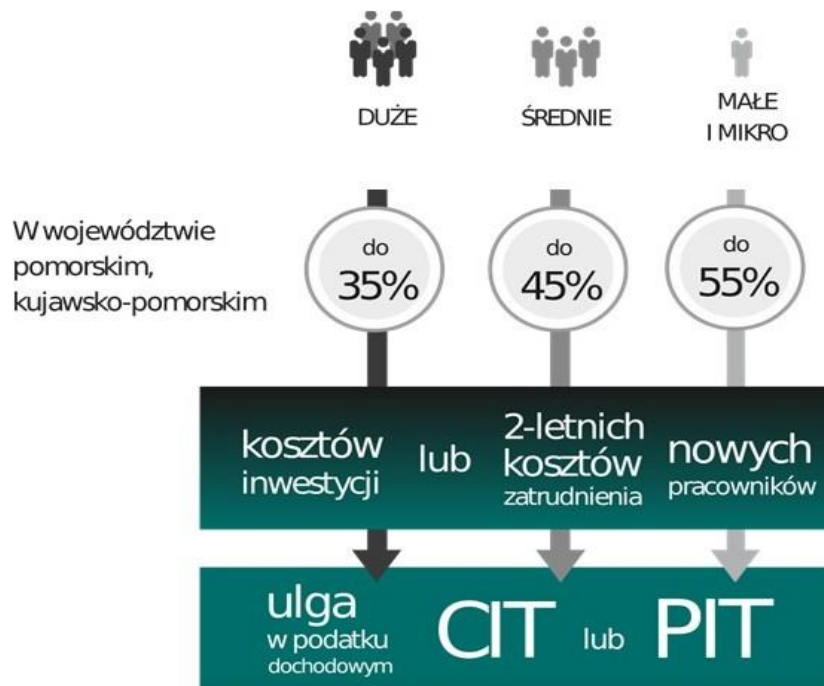 DUŻE
ŚREDNIE
MAŁE
I MIKRO
W województwie
pomorskim,
kujawsko-pomorskim
do
35%
do
45%
do
55%
kosztów
inwestycji
lub
2-letnich
kosztów
zatrudnienia
nowych
pracowników
ulga
w podatku
dochodowym
CIT
lub
PIT